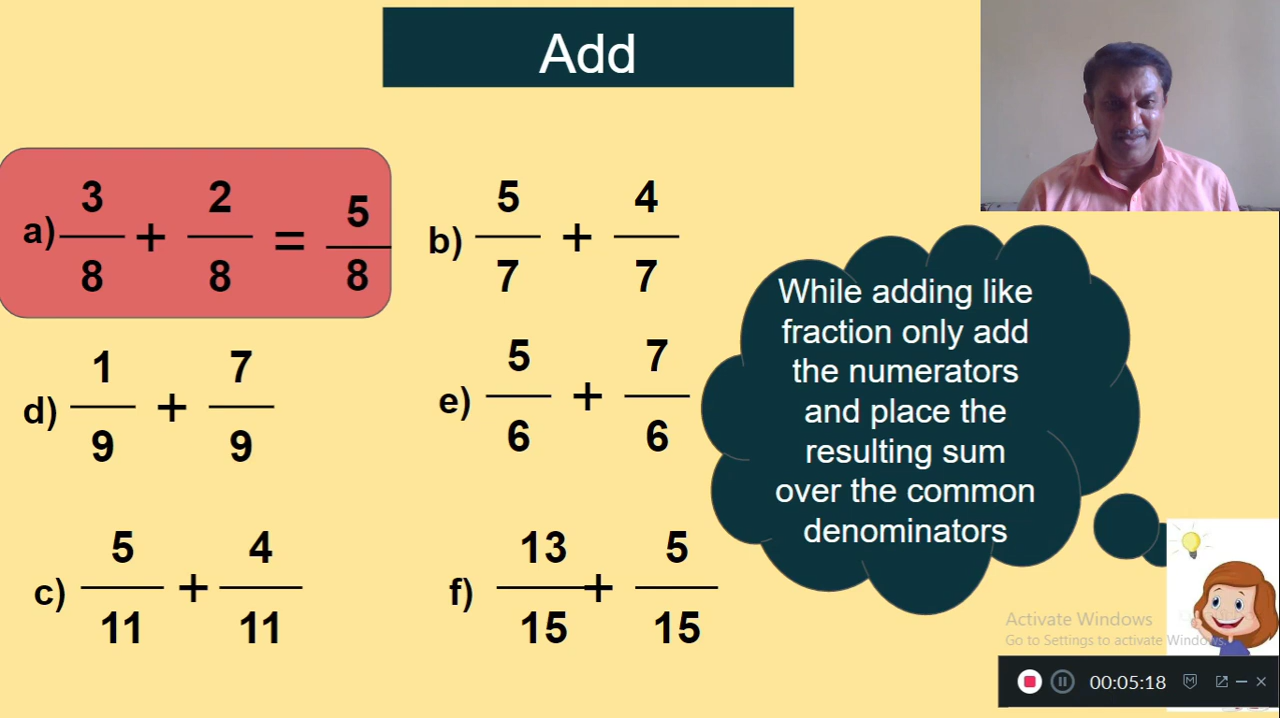 Add
a) 3/8 + 2/8 = 5/8
b) 5/7 + 4/7
d) 1/9 + 7/9
e) 5/6 + 7/6
c) 5/11 + 4/11
f) 13/15 + 5/15
While adding like
fraction only add
the numerators
and place the
resulting sum
over the common
denominators
Activate Windows
Go to Settings to activate Windows.
00:05:18